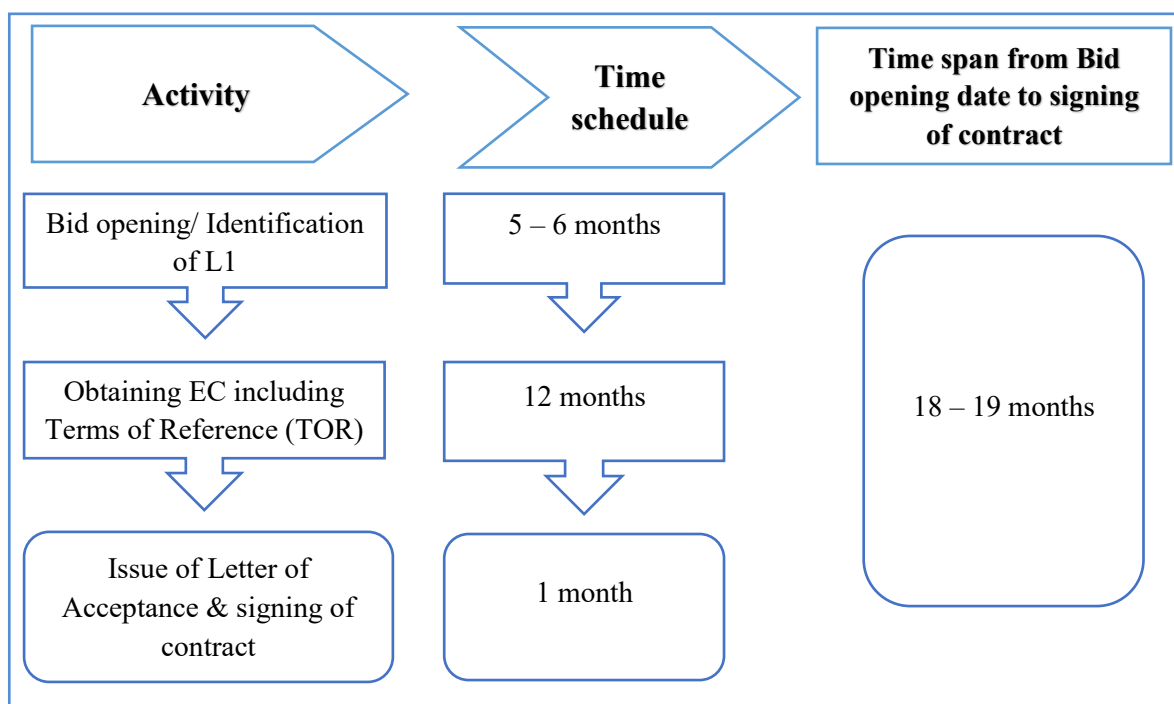 Activity
Time
schedule
Time span from Bid
opening date to signing
of contract
Bid opening/ Identification
of L1
5 – 6 months
Obtaining EC including
Terms of Reference (TOR)
12 months
18 – 19 months
Issue of Letter of
Acceptance & signing of
contract
1 month